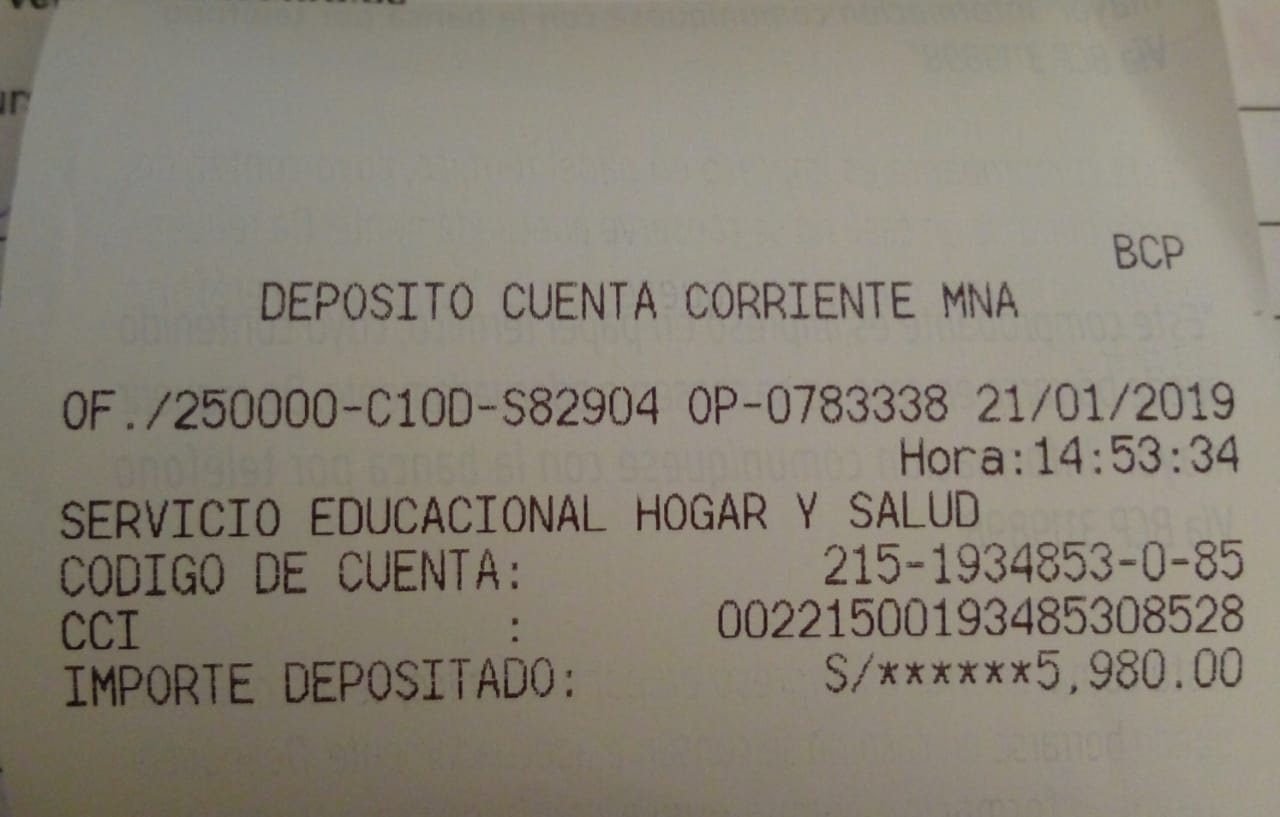 BCP
DEPOSITO CUENTA CORRIENTE MNA
OF./250000-C10D-S82904 OP-0783338 21/01/2019
Hora:14:53:34
SERVICIO EDUCACIONAL HOGAR Y SALUD
CODIGO DE CUENTA: 215-1934853-0-85
CCI : 00221500193485308528
IMPORTE DEPOSITADO: S/******5,980.00